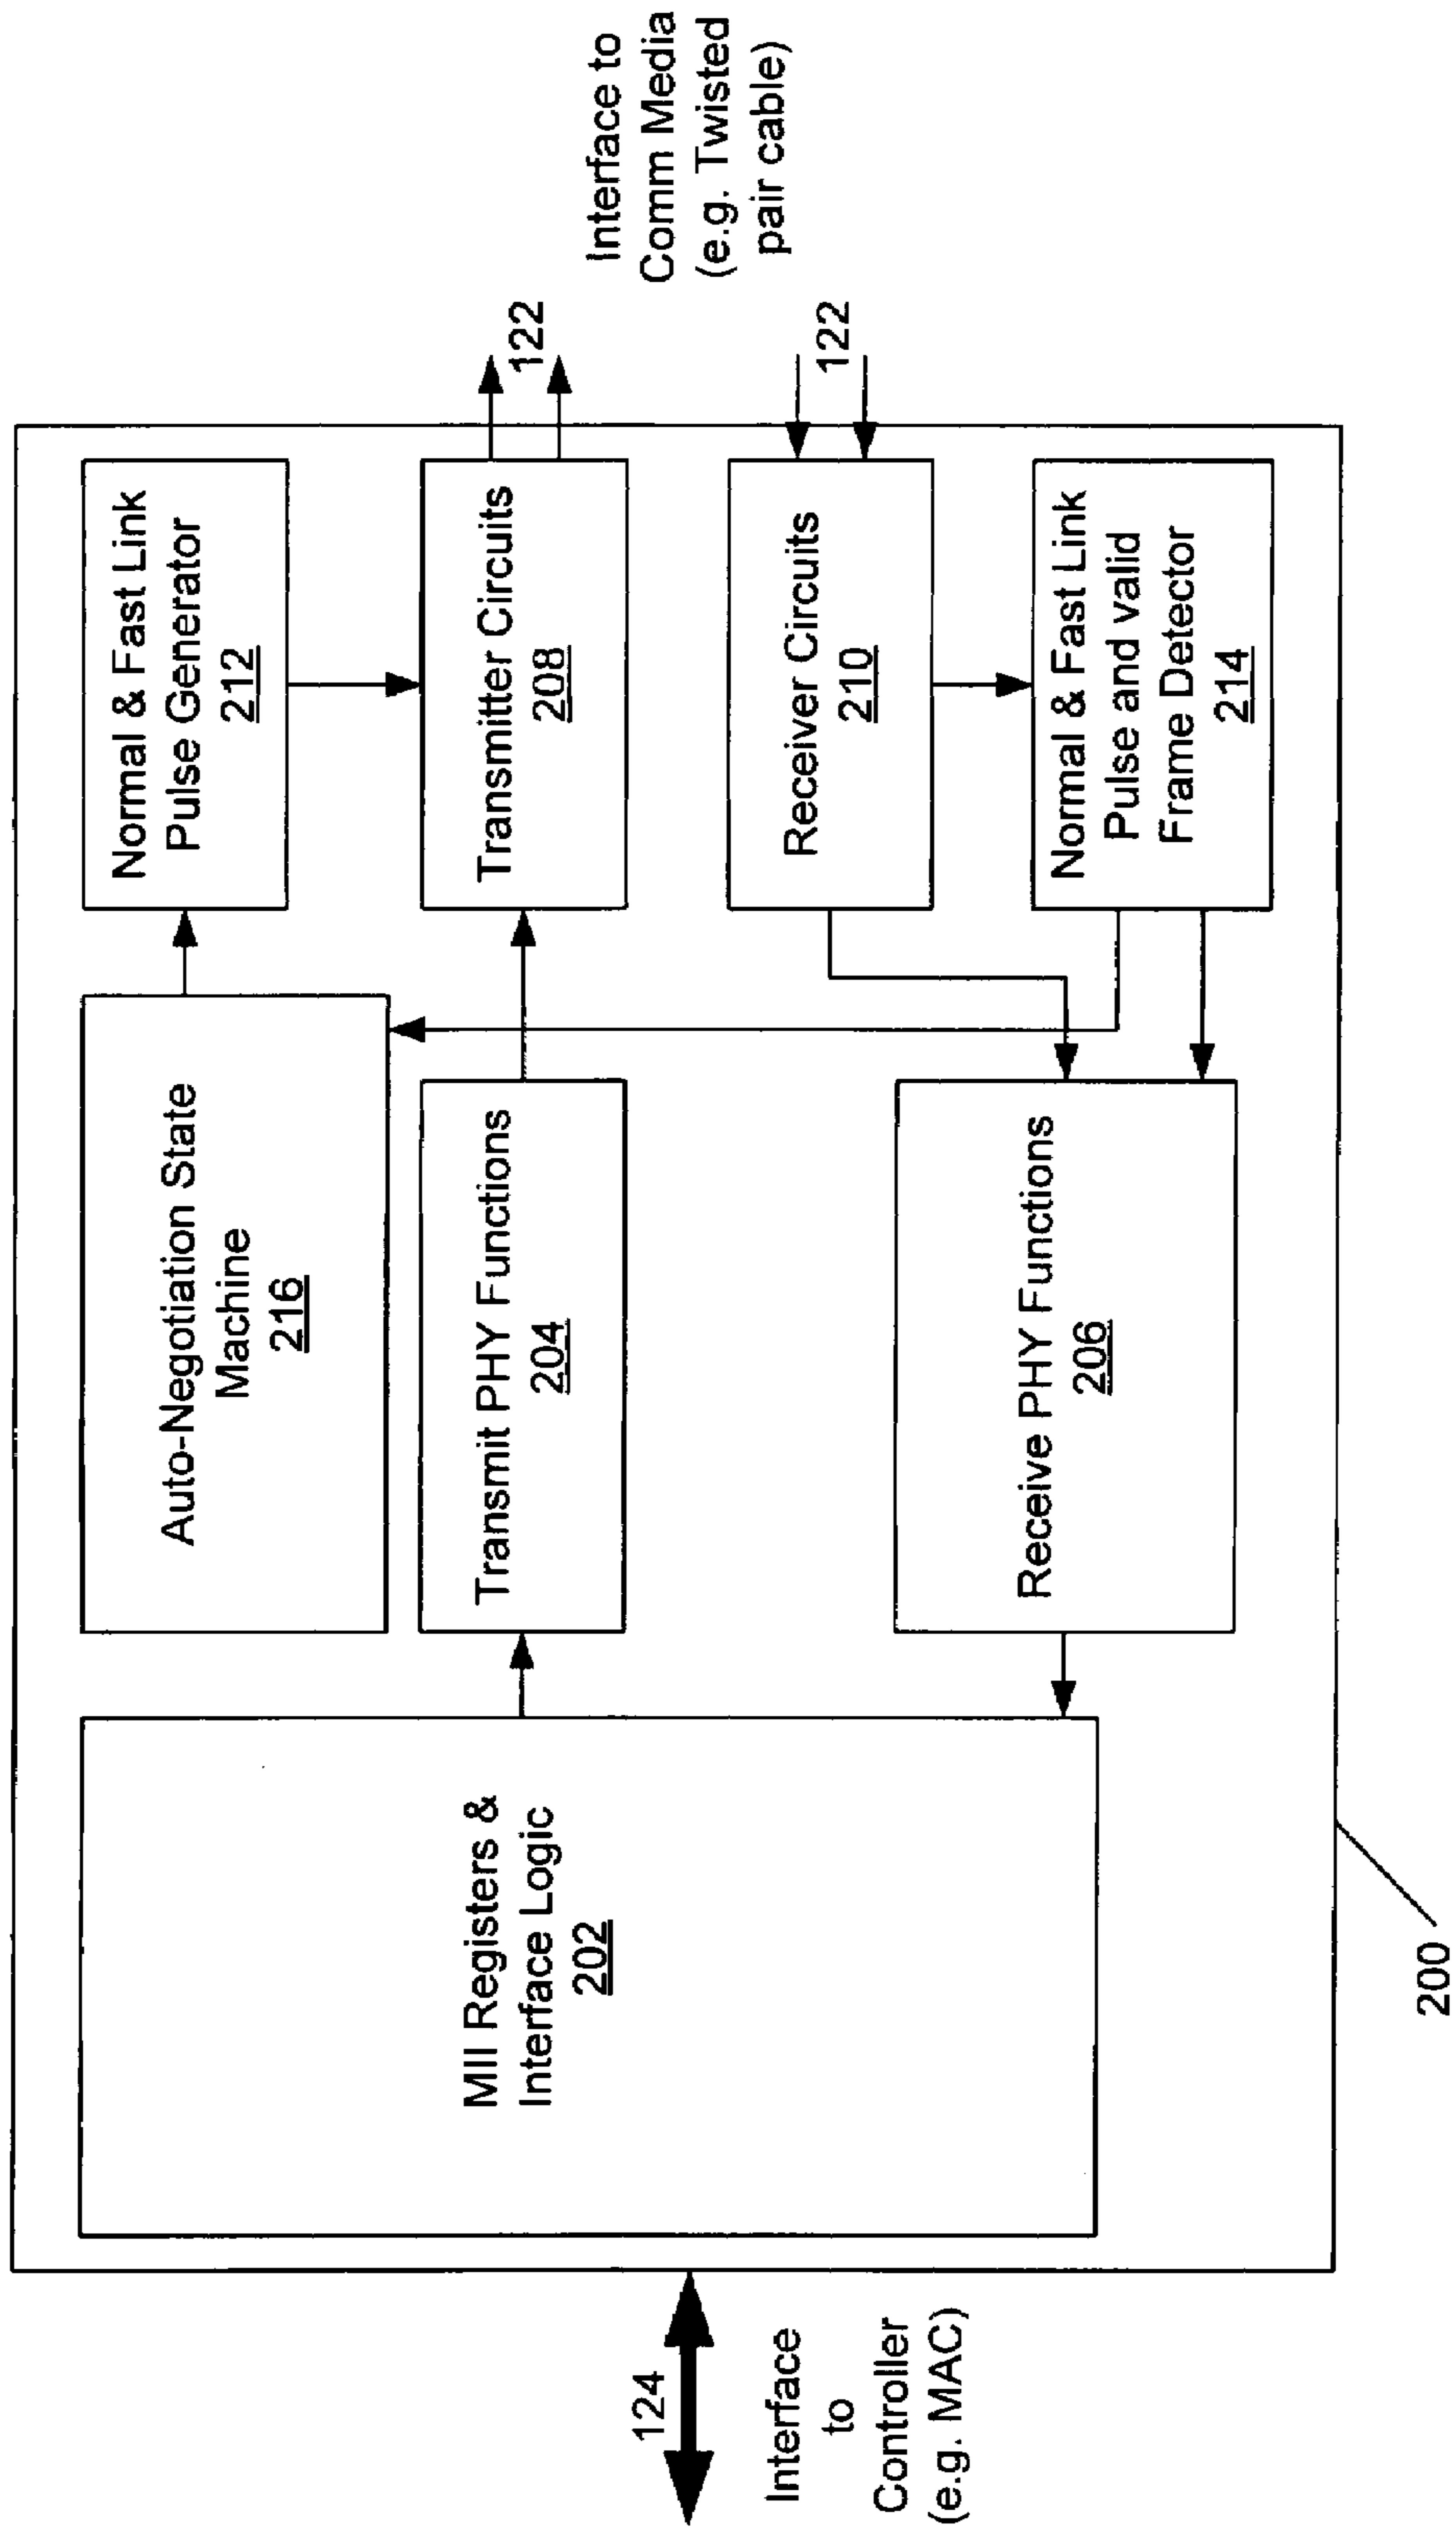 124
Interface
to
Controller
(e.g. MAC)
MII Registers &
Interface Logic
202
Auto-Negotiation State
Machine
216
Transmit PHY Functions
204
Receive PHY Functions
206
Normal & Fast Link
Pulse Generator
212
Transmitter Circuits
208
Receiver Circuits
210
Normal & Fast Link
Pulse and valid
Frame Detector
214
122
122
Interface to
Comm Media
(e.g. Twisted
pair cable)
200